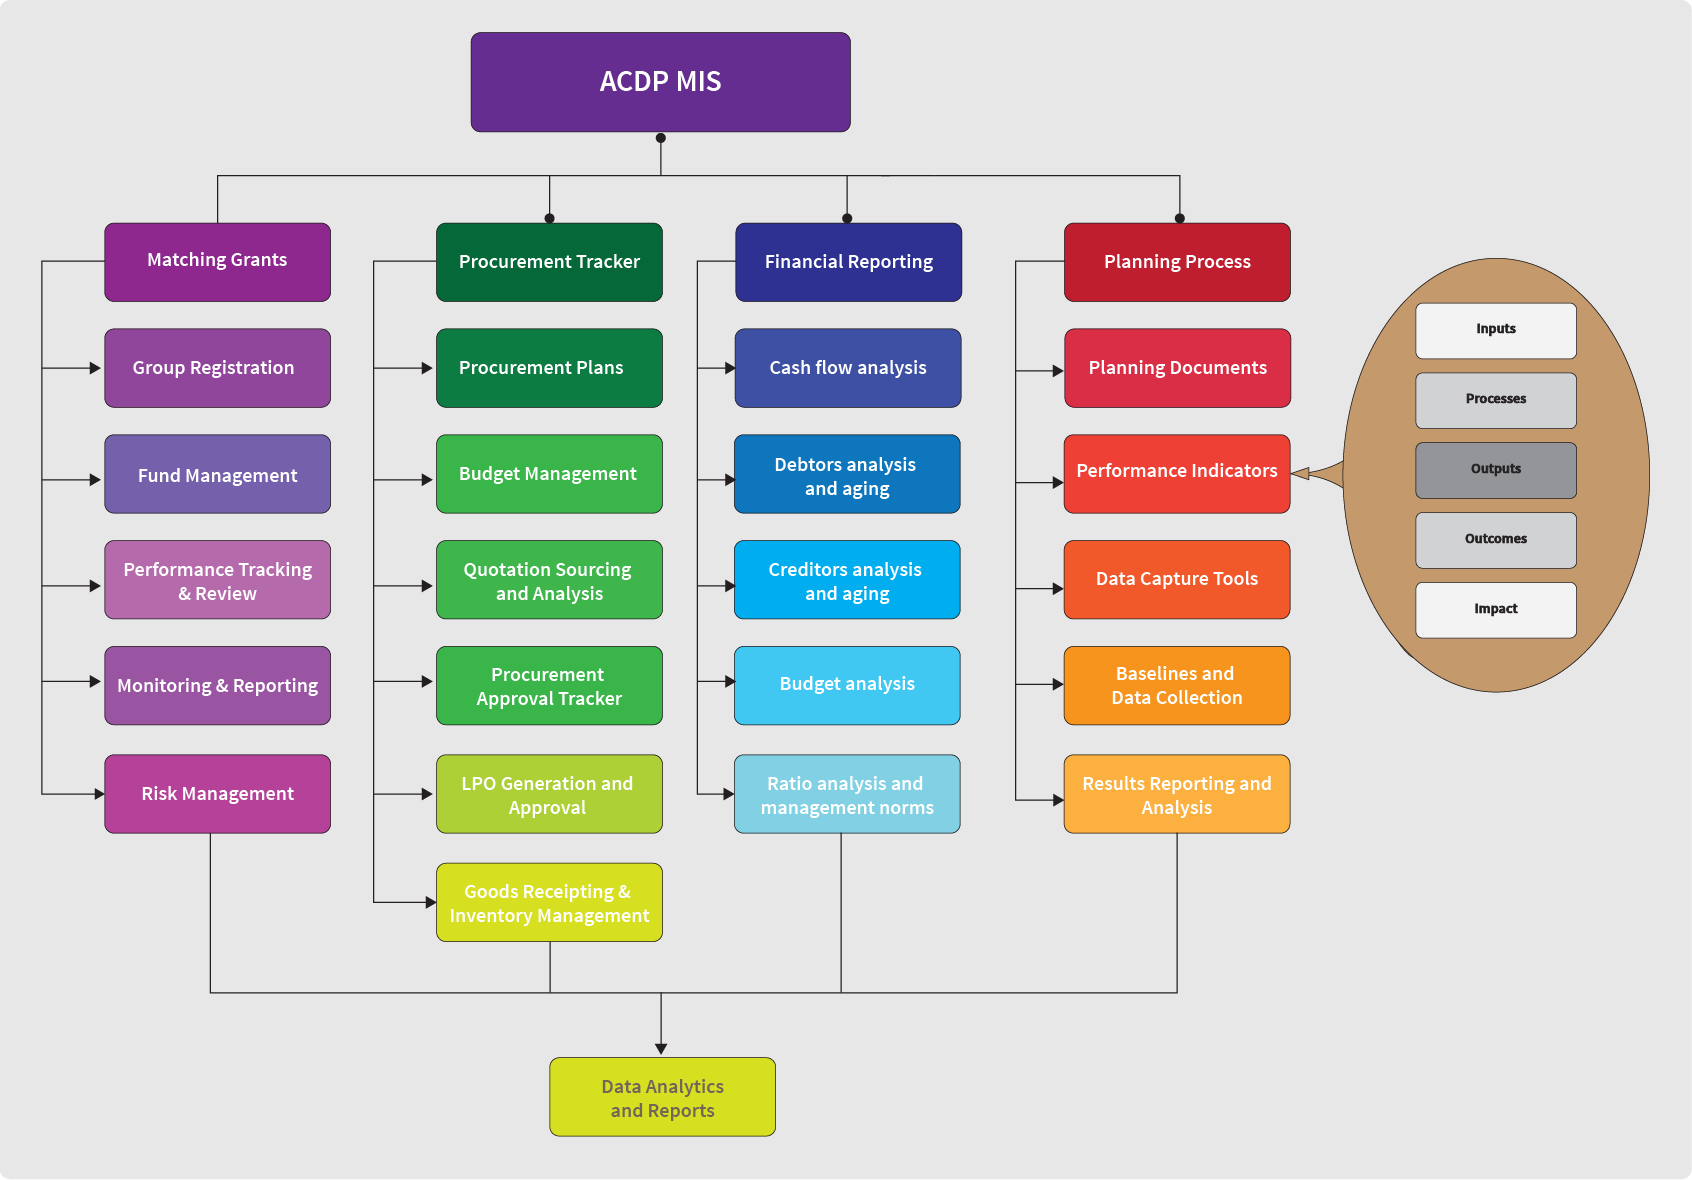 ACDP MIS
Matching Grants
Group Registration
Fund Management
Performance Tracking
& Review
Monitoring & Reporting
Risk Management
Procurement Tracker
Procurement Plans
Budget Management
Quotation Sourcing
and Analysis
Procurement
Approval Tracker
LPO Generation and
Approval
Goods Receipting &
Inventory Management
Financial Reporting
Cash flow analysis
Debtors analysis
and aging
Creditors analysis
and aging
Budget analysis
Ratio analysis and
management norms
Planning Process
Planning Documents
Performance Indicators
Data Capture Tools
Baselines and
Data Collection
Results Reporting and
Analysis
Inputs
Processes
Outputs
Outcomes
Impact
Data Analytics
and Reports